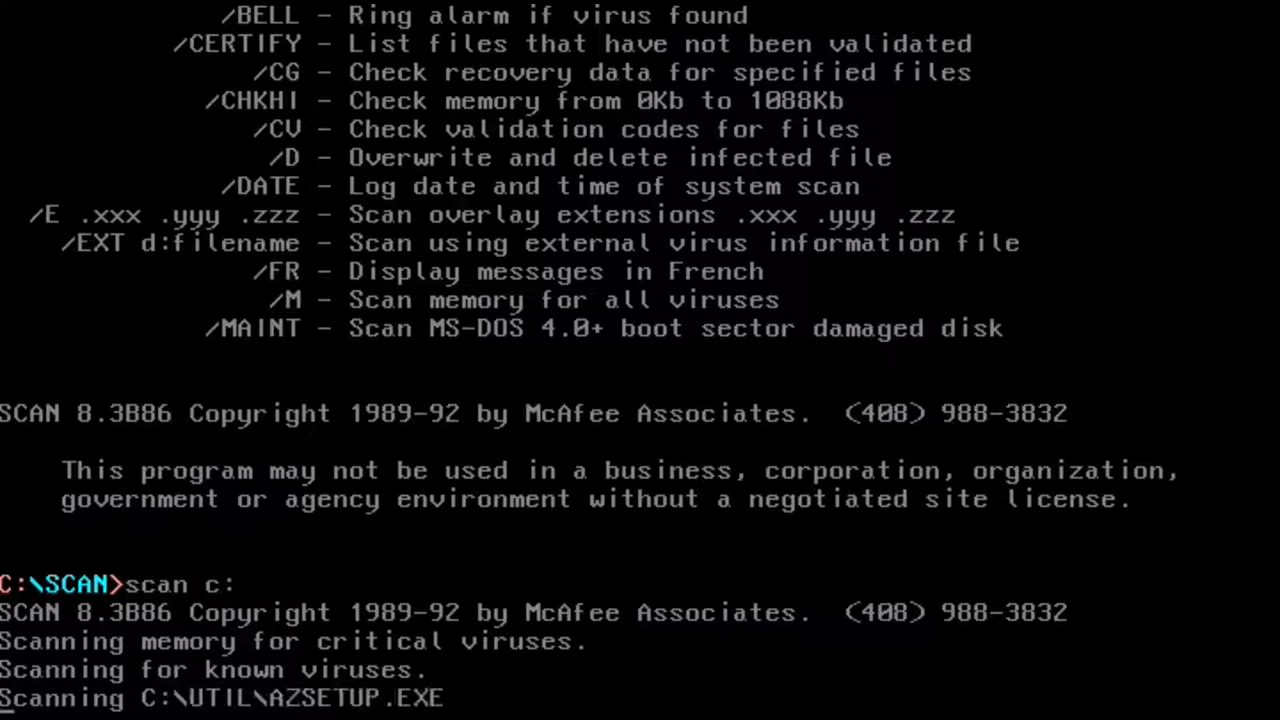 /BELL - Ring alarm if virus found
/CERTIFY - List files that have not been validated
/CG - Check recovery data for specified files
/CHKHI - Check memory from 0Kb to 1088Kb
/CV - Check validation codes for files
/D - Overwrite and delete infected file
/DATE - Log date and time of system scan
/E .xxx .yyy .zzz - Scan overlay extensions .xxx .yyy .zzz
/EXT d:filename - Scan using external virus information file
/FR - Display messages in French
/M - Scan memory for all viruses
/MAINT - Scan MS-DOS 4.0+ boot sector damaged disk
SCAN 8.3B86 Copyright 1989-92 by McAfee Associates.  (408) 988-3832
This program may not be used in a business, corporation, organization,
government or agency environment without a negotiated site license.
C:\SCAN>scan c:
SCAN 8.3B86 Copyright 1989-92 by McAfee Associates.  (408) 988-3832
Scanning memory for critical viruses.
Scanning for known viruses.
Scanning C:\UTIL\AZSETUP.EXE